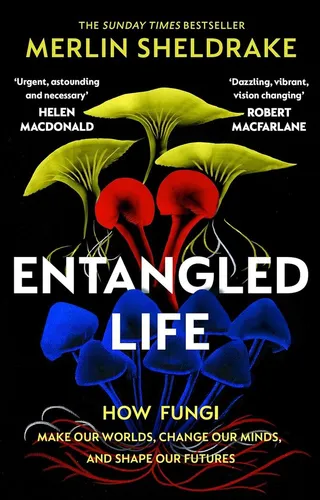 THE SUNDAY TIMES BESTSELLER
MERLIN SHELDRAKE
‘Urgent, astounding
and necessary’
HELEN
MACDONALD
‘Dazzling, vibrant,
vision changing’
ROBERT
MACFARLANE
ENTANGLED
LIFE
HOW FUNGI
MAKE OUR WORLDS, CHANGE OUR MINDS,
AND SHAPE OUR FUTURES